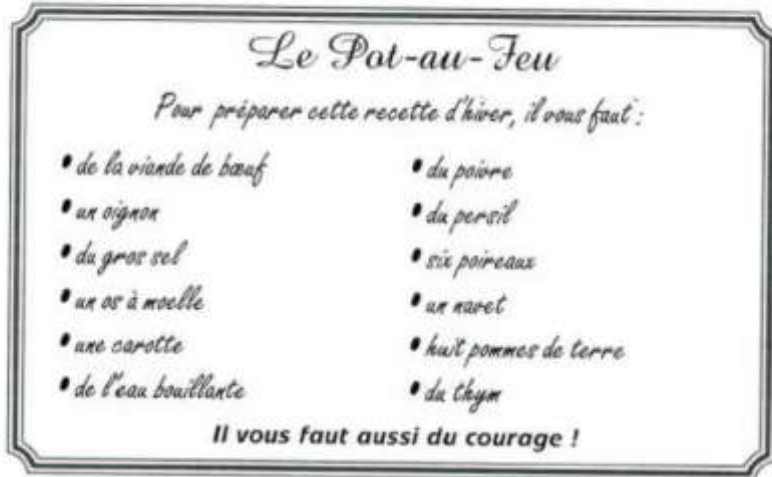 Le Pot-au-Feu
Pour préparer cette recette d'hiver, il vous faut :
• de la viande de bœuf
• un oignon
• du gros sel
• un os à moelle
• une carotte
• de l'eau bouillante
• du poivre
• du persil
• six poireaux
• un navet
• huit pommes de terre
• du thym
Il vous faut aussi du courage !